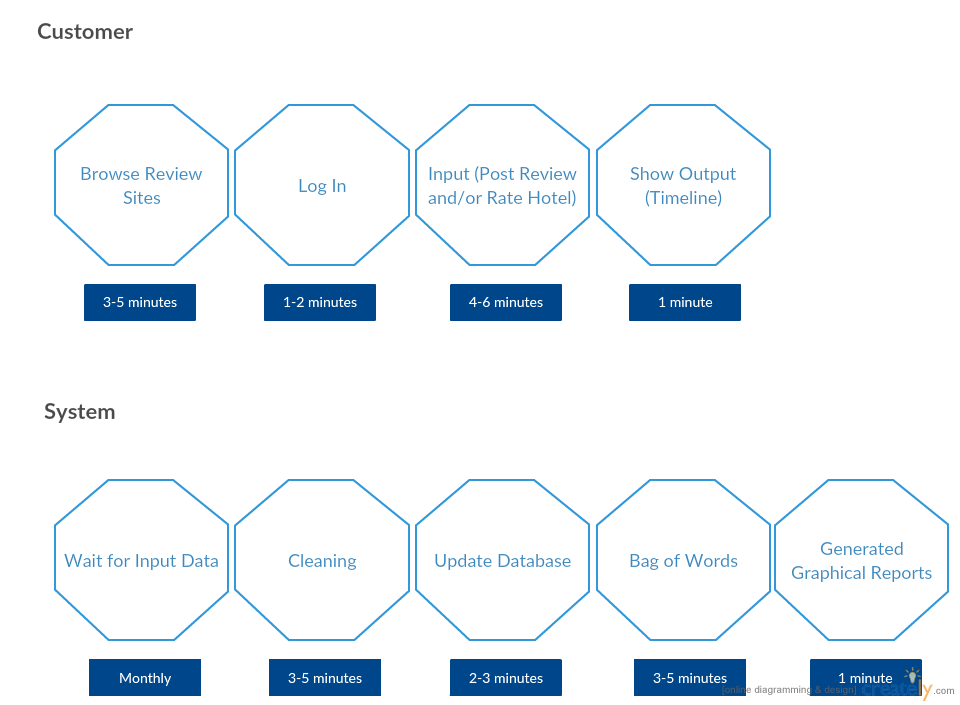 Customer
Browse Review
Sites
Log In
Input (Post Review
and/or Rate Hotel)
Show Output
(Timeline)
3-5 minutes
1-2 minutes
4-6 minutes
1 minute
System
Wait for Input Data
Cleaning
Update Database
Bag of Words
Generated
Graphical Reports
Monthly
3-5 minutes
2-3 minutes
3-5 minutes
1 minute
[online diagramming & design] creately.com